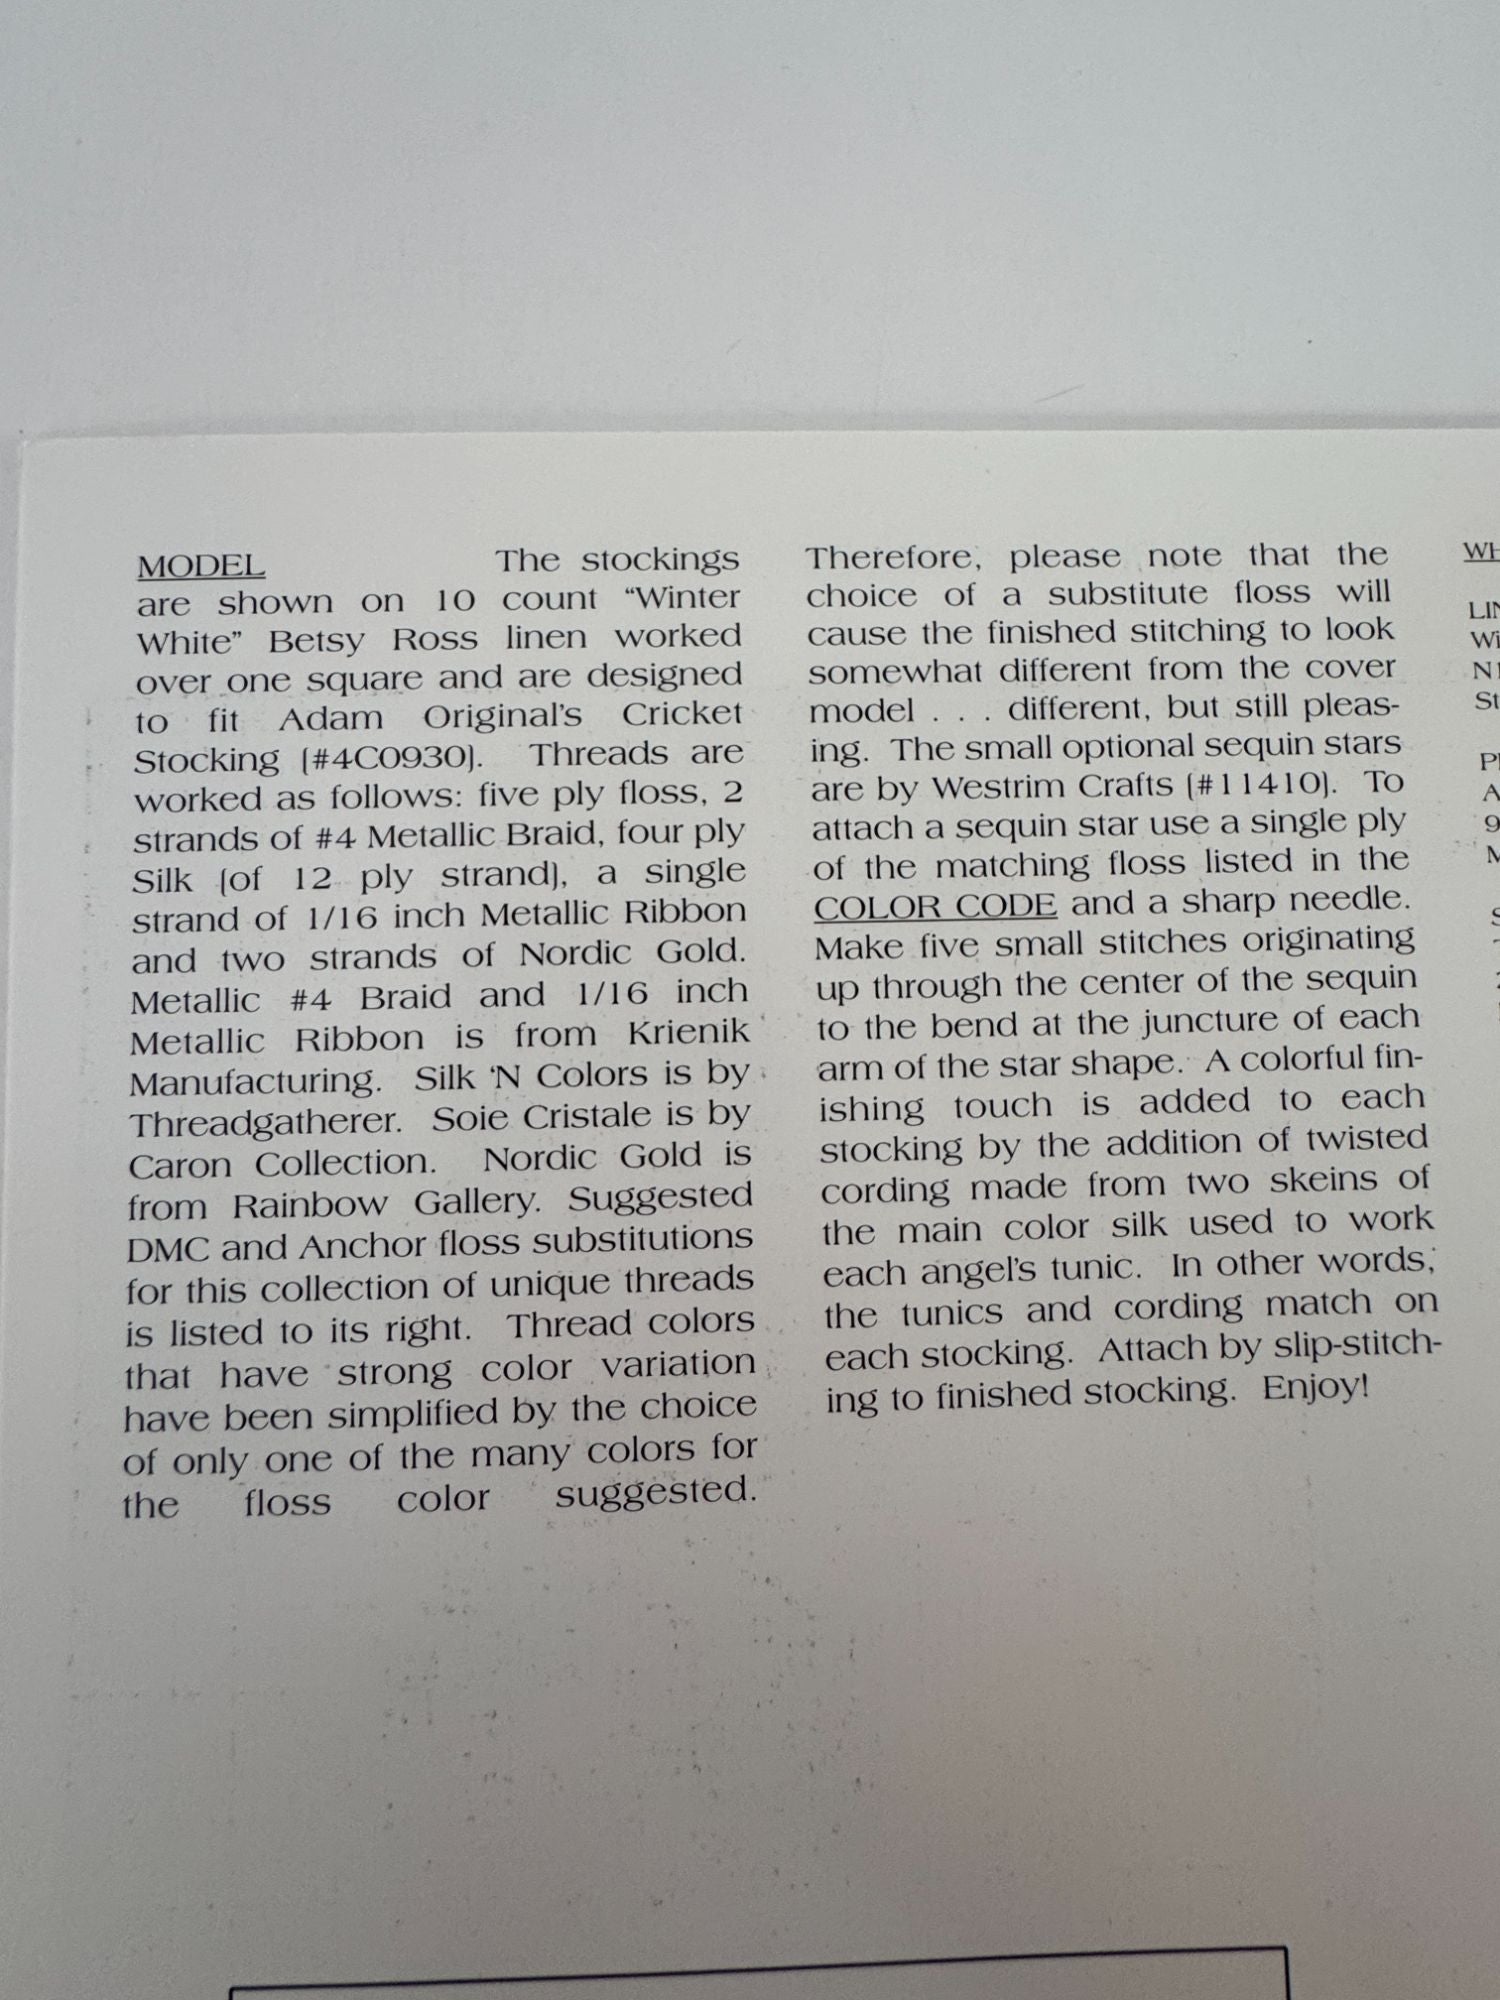 MODEL The stockings
are shown on 10 count “Winter
White” Betsy Ross linen worked
over one square and are designed
to fit Adam Original's Cricket
Stocking (#4C0930). Threads are
worked as follows: five ply floss, 2
strands of #4 Metallic Braid, four ply
Silk (of 12 ply strand), a single
strand of 1/16 inch Metallic Ribbon
and two strands of Nordic Gold.
Metallic #4 Braid and 1/16 inch
Metallic Ribbon is from Krienik
Manufacturing. Silk ‘N Colors is by
Threadgatherer. Soie Cristale is by
Caron Collection. Nordic Gold is
from Rainbow Gallery. Suggested
DMC and Anchor floss substitutions
for this collection of unique threads
is listed to its right. Thread colors
that have strong color variation
have been simplified by the choice
of only one of the many colors for
the floss color suggested.
Therefore, please note that the
choice of a substitute floss will
cause the finished stitching to look
somewhat different from the cover
model . . . different, but still pleas-
ing. The small optional sequin stars
are by Westrim Crafts (#11410). To
attach a sequin star use a single ply
of the matching floss listed in the
COLOR CODE and a sharp needle.
Make five small stitches originating
up through the center of the sequin
to the bend at the juncture of each
arm of the star shape. A colorful fin-
ishing touch is added to each
stocking by the addition of twisted
cording made from two skeins of
the main color silk used to work
each angel's tunic. In other words,
the tunics and cording match on
each stocking. Attach by slip-stitch-
ing to finished stocking. Enjoy!